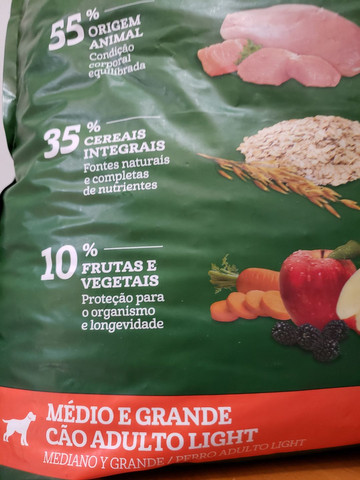 55%
ORIGEM
ANIMAL
Condição
corporal
equilibrada
35%
CEREAIS
INTEGRAIS
Fontes naturais
e completas
de nutrientes
10%
FRUTAS E
VEGETAIS
Proteção para
o organismo
e longevidade
MÉDIO E GRANDE
CÃO ADULTO LIGHT
MEDIANO Y GRANDE / PERRO ADULTO LIGHT